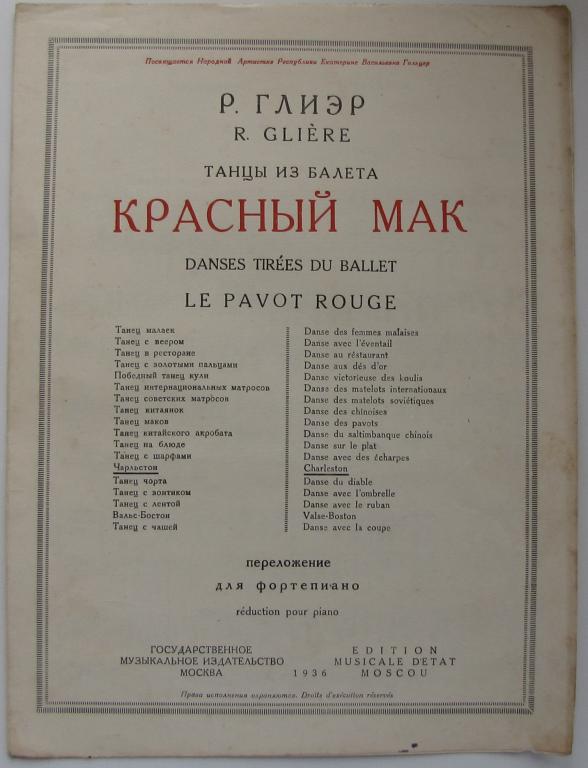 Посвящается Народной Артистке Республики Екатерине Васильевне Гельцер
Р. ГЛИЭР
R. GLIÈRE
ТАНЦЫ ИЗ БАЛЕТА
КРАСНЫЙ МАК
DANSES TIRÉES DU BALLET
LE PAVOT ROUGE
Танец малаек
Танец с веером
Танец в ресторане
Танец с золотыми пальцами
Победный танец кули
Танец интернациональных матросов
Танец советских матросов
Танец китаянок
Танец маков
Танец китайского акробата
Танец на блюде
Танец с шарфами
Чарльстон
Танец чорта
Танец с зонтиком
Танец с лентой
Вальс-Бостон
Танец с чашей
Danse des femmes malaises
Danse avec l'éventail
Danse au réstaurant
Danse aux dés d'or
Danse victorieuse des koulis
Danse des matelots internationaux
Danse des matelots soviétiques
Danse des chinoises
Danse des pavots
Danse du saltimbanque chinois
Danse sur le plat
Danse avec des écharpes
Charleston
Danse du diable
Danse avec l'ombrelle
Danse avec le ruban
Valse-Boston
Danse avec la coupe
переложение
для фортепиано
réduction pour piano
ГОСУДАРСТВЕННОЕ
МУЗЫКАЛЬНОЕ ИЗДАТЕЛЬСТВО
МОСКВА
1936
EDITION
MUSICALE D'ETAT
MOSCOU
Права исполнения охраняются. Droits d'exécution réservés